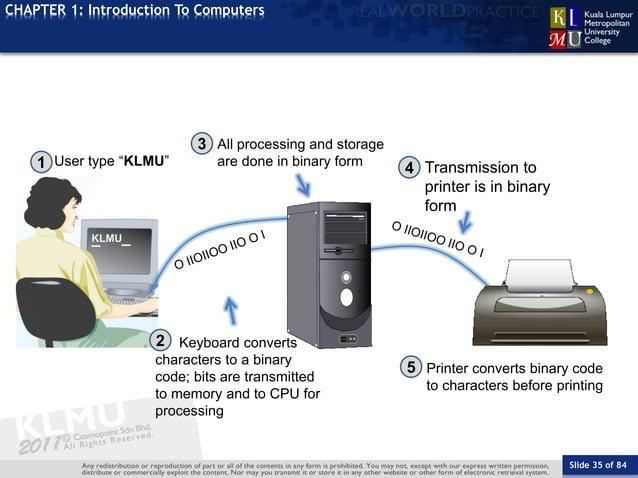 CHAPTER 1: Introduction To Computers
REALWORLDPRACTICE
KL
MU
Kuala Lumpur
Metropolitan
University
College
1 User type “KLMU”
3 All processing and storage
are done in binary form
4 Transmission to
printer is in binary
form
KLMU
O IIOIIOO IIO O I
O IIOIIOO IIO O I
2 Keyboard converts
characters to a binary
code; bits are transmitted
to memory and to CPU for
processing
5 Printer converts binary code
to characters before printing
KLMU
2011© Cosmopoint Sdn Bhd.
All Rights Reserved.
Any redistribution or reproduction of part or all of the contents in any form is prohibited. You may not, except with our express written permission,
distribute or commercially exploit the content. Nor may you transmit it or store it in any other website or other form of electronic retrieval system.
Slide 35 of 84